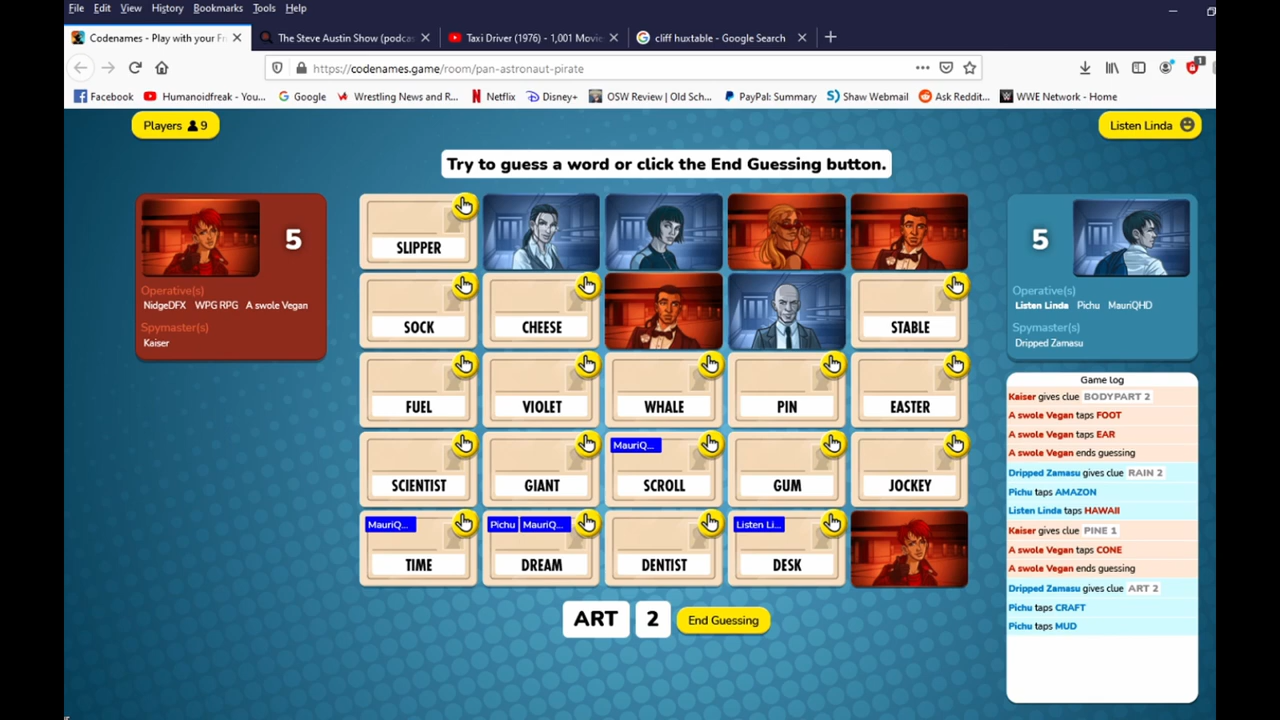 File Edit View History Bookmarks Tools Help
Codenames - Play with your Fr
The Steve Austin Show (podca
Taxi Driver (1976) - 1,001 Movie
cliff huxtable - Google Search
https://codenames.game/room/pan-astronaut-pirate
Facebook Humanoidfreak - You... Google Wrestling News and R... Netflix Disney+ OSW Review | Old Sch... PayPal: Summary Shaw Webmail Ask Reddit... WWE Network - Home
Players 9
Listen Linda
Try to guess a word or click the End Guessing button.
5
Operative(s)
NidgeDFX WPG RPG A swole Vegan
Spymaster(s)
Kaiser
SLIPPER
SOCK CHEESE STABLE
FUEL VIOLET WHALE PIN EASTER
MauriQ...
SCIENTIST GIANT SCROLL GUM JOCKEY
MauriQ... Pichu MauriQ... Listen Li...
TIME DREAM DENTIST DESK
ART 2 End Guessing
5
Operative(s)
Listen Linda Pichu MauriQHD
Spymaster(s)
Dripped Zamasu
Game log
Kaiser gives clue BODYPART 2
A swole Vegan taps FOOT
A swole Vegan taps EAR
A swole Vegan ends guessing
Dripped Zamasu gives clue RAIN 2
Pichu taps AMAZON
Listen Linda taps HAWAII
Kaiser gives clue PINE 1
A swole Vegan taps CONE
A swole Vegan ends guessing
Dripped Zamasu gives clue ART 2
Pichu taps CRAFT
Pichu taps MUD